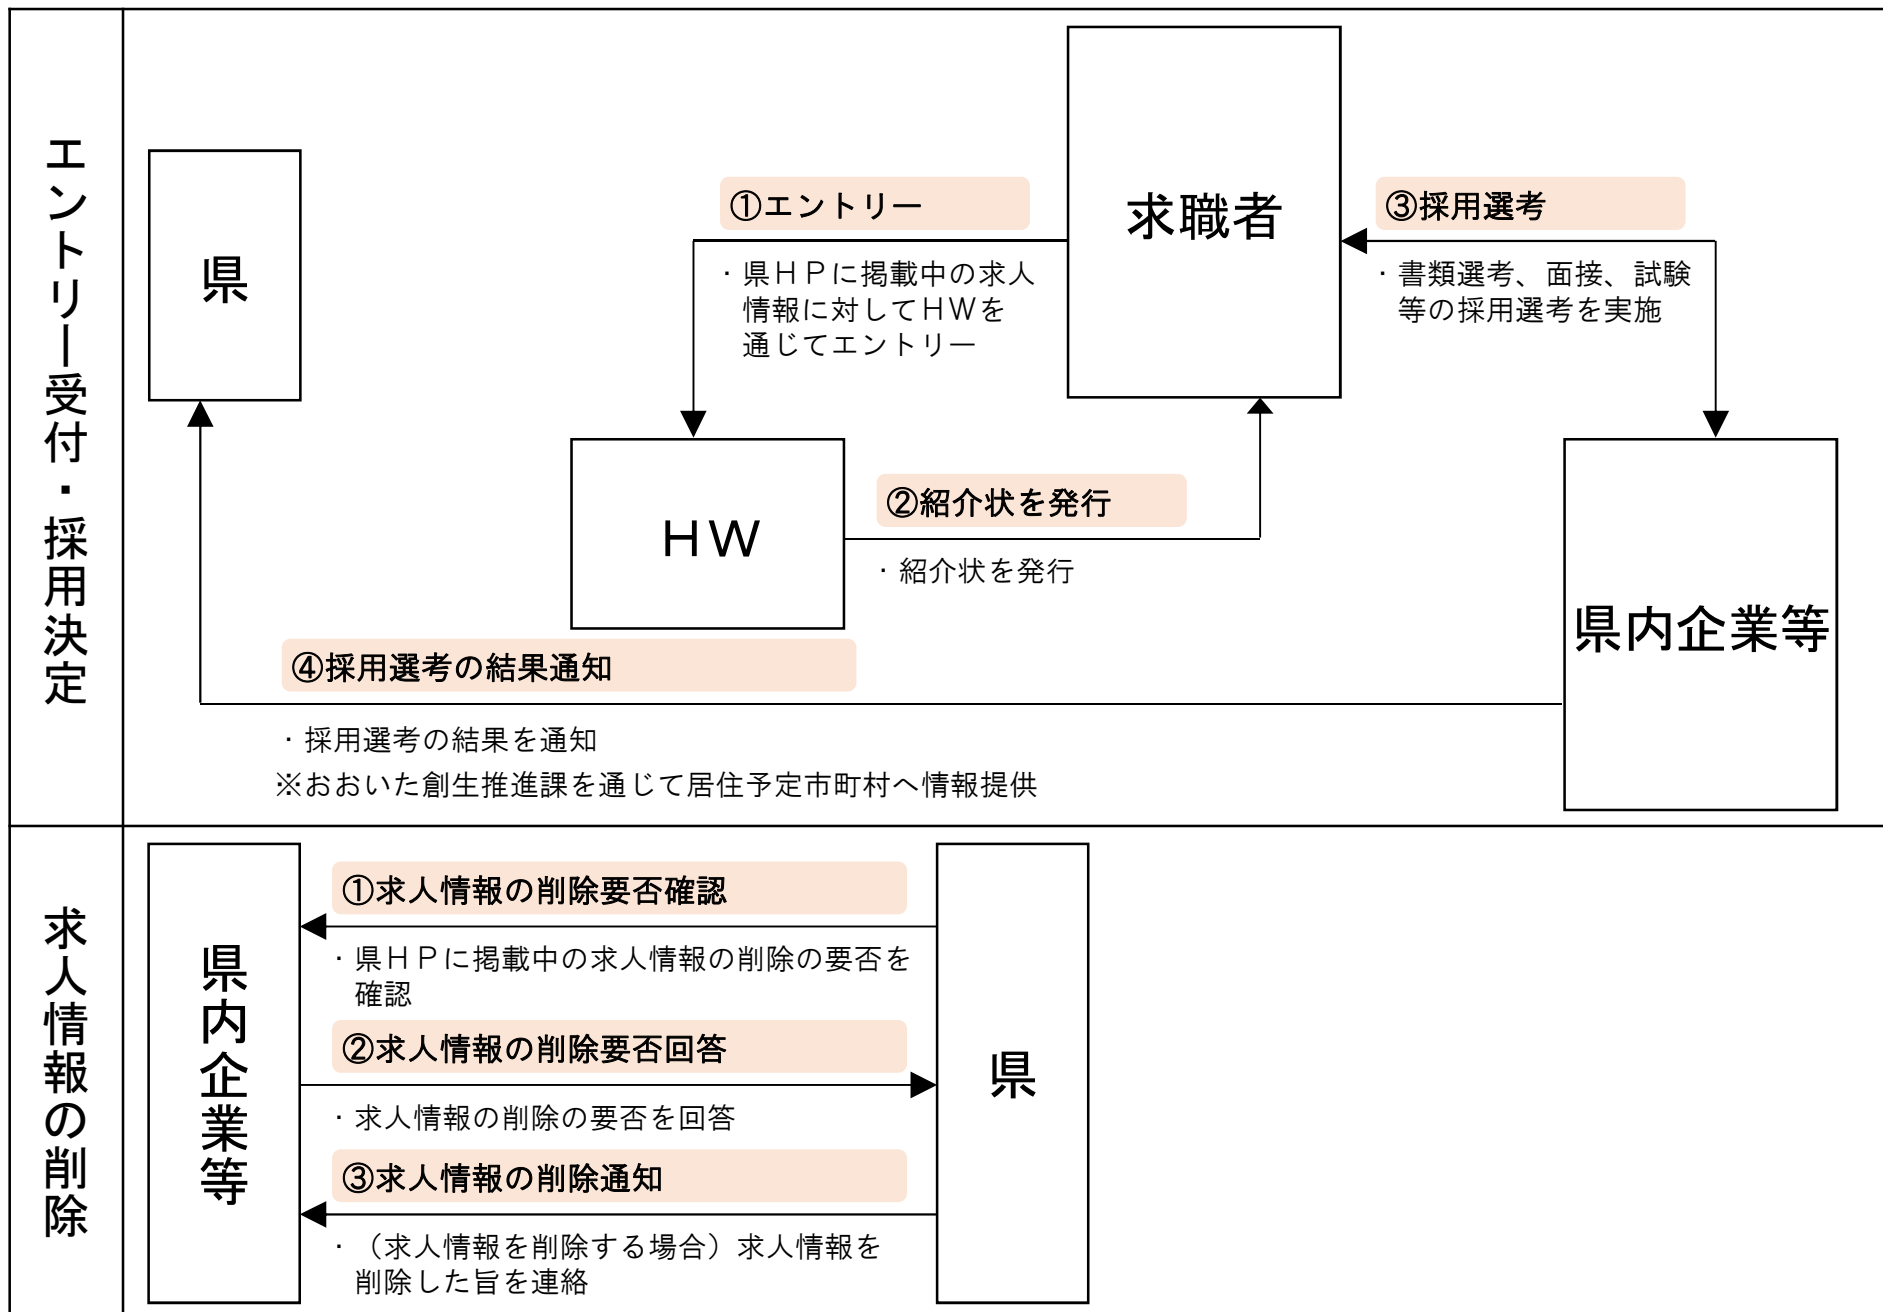 エントリー受付・採用決定
県
①エントリー
・県ＨＰに掲載中の求人
情報に対してＨＷを
通じてエントリー
求職者
③採用選考
・書類選考、面接、試験
等の採用選考を実施
ＨＷ
②紹介状を発行
・紹介状を発行
県内企業等
④採用選考の結果通知
・採用選考の結果を通知
※おおいた創生推進課を通じて居住予定市町村へ情報提供
求人情報の削除
県内企業等
①求人情報の削除要否確認
・県ＨＰに掲載中の求人情報の削除の要否を
確認
②求人情報の削除要否回答
・求人情報の削除の要否を回答
③求人情報の削除通知
・（求人情報を削除する場合）求人情報を
削除した旨を連絡
県